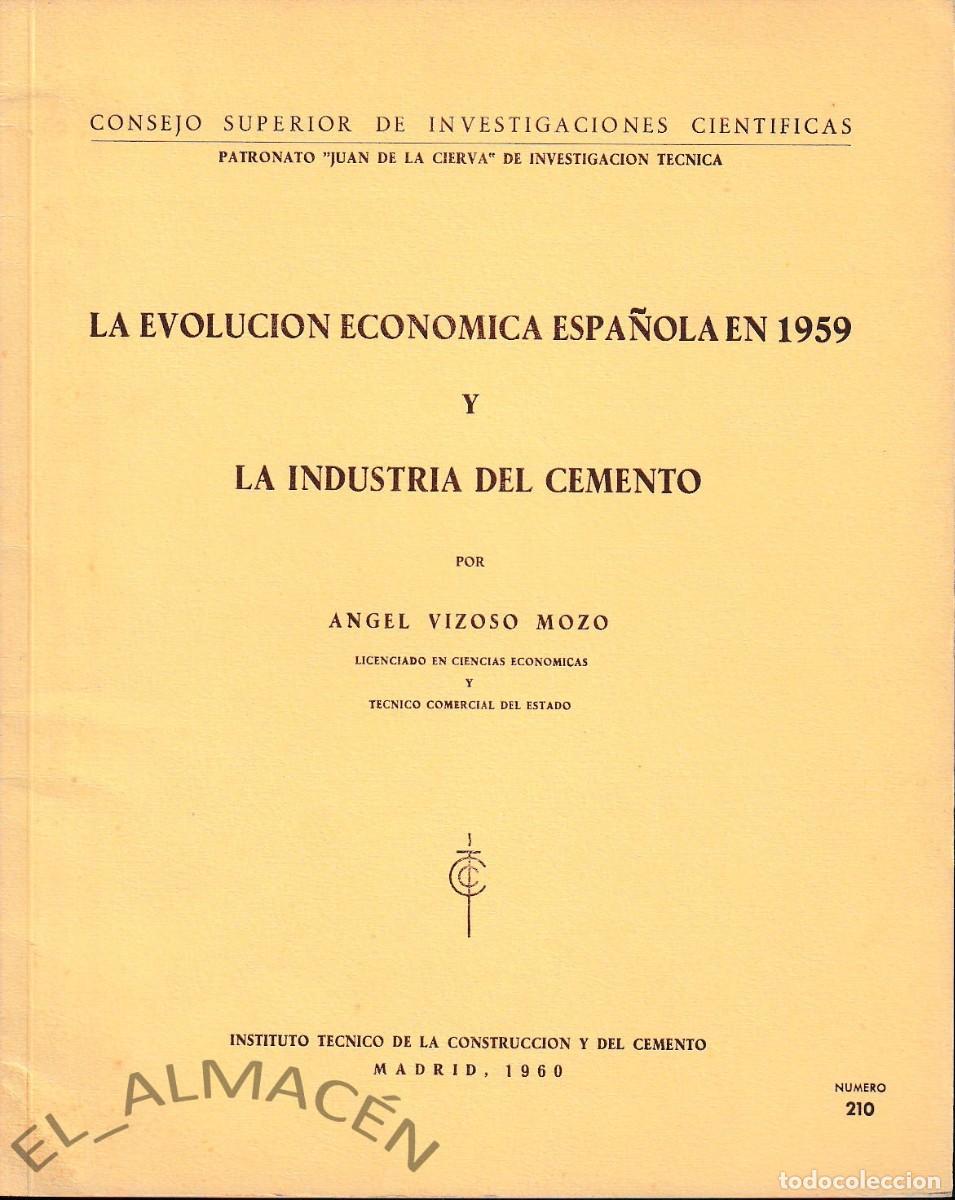 CONSEJO SUPERIOR DE INVESTIGACIONES CIENTIFICAS
PATRONATO "JUAN DE LA CIERVA" DE INVESTIGACION TECNICA
LA EVOLUCION ECONOMICA ESPAÑOLA EN 1959
Y
LA INDUSTRIA DEL CEMENTO
POR
ANGEL VIZOSO MOZO
LICENCIADO EN CIENCIAS ECONOMICAS
Y
TECNICO COMERCIAL DEL ESTADO
INSTITUTO TECNICO DE LA CONSTRUCCION Y DEL CEMENTO
MADRID, 1960
NUMERO
210
EL_ALMACÉN
todocoleccion